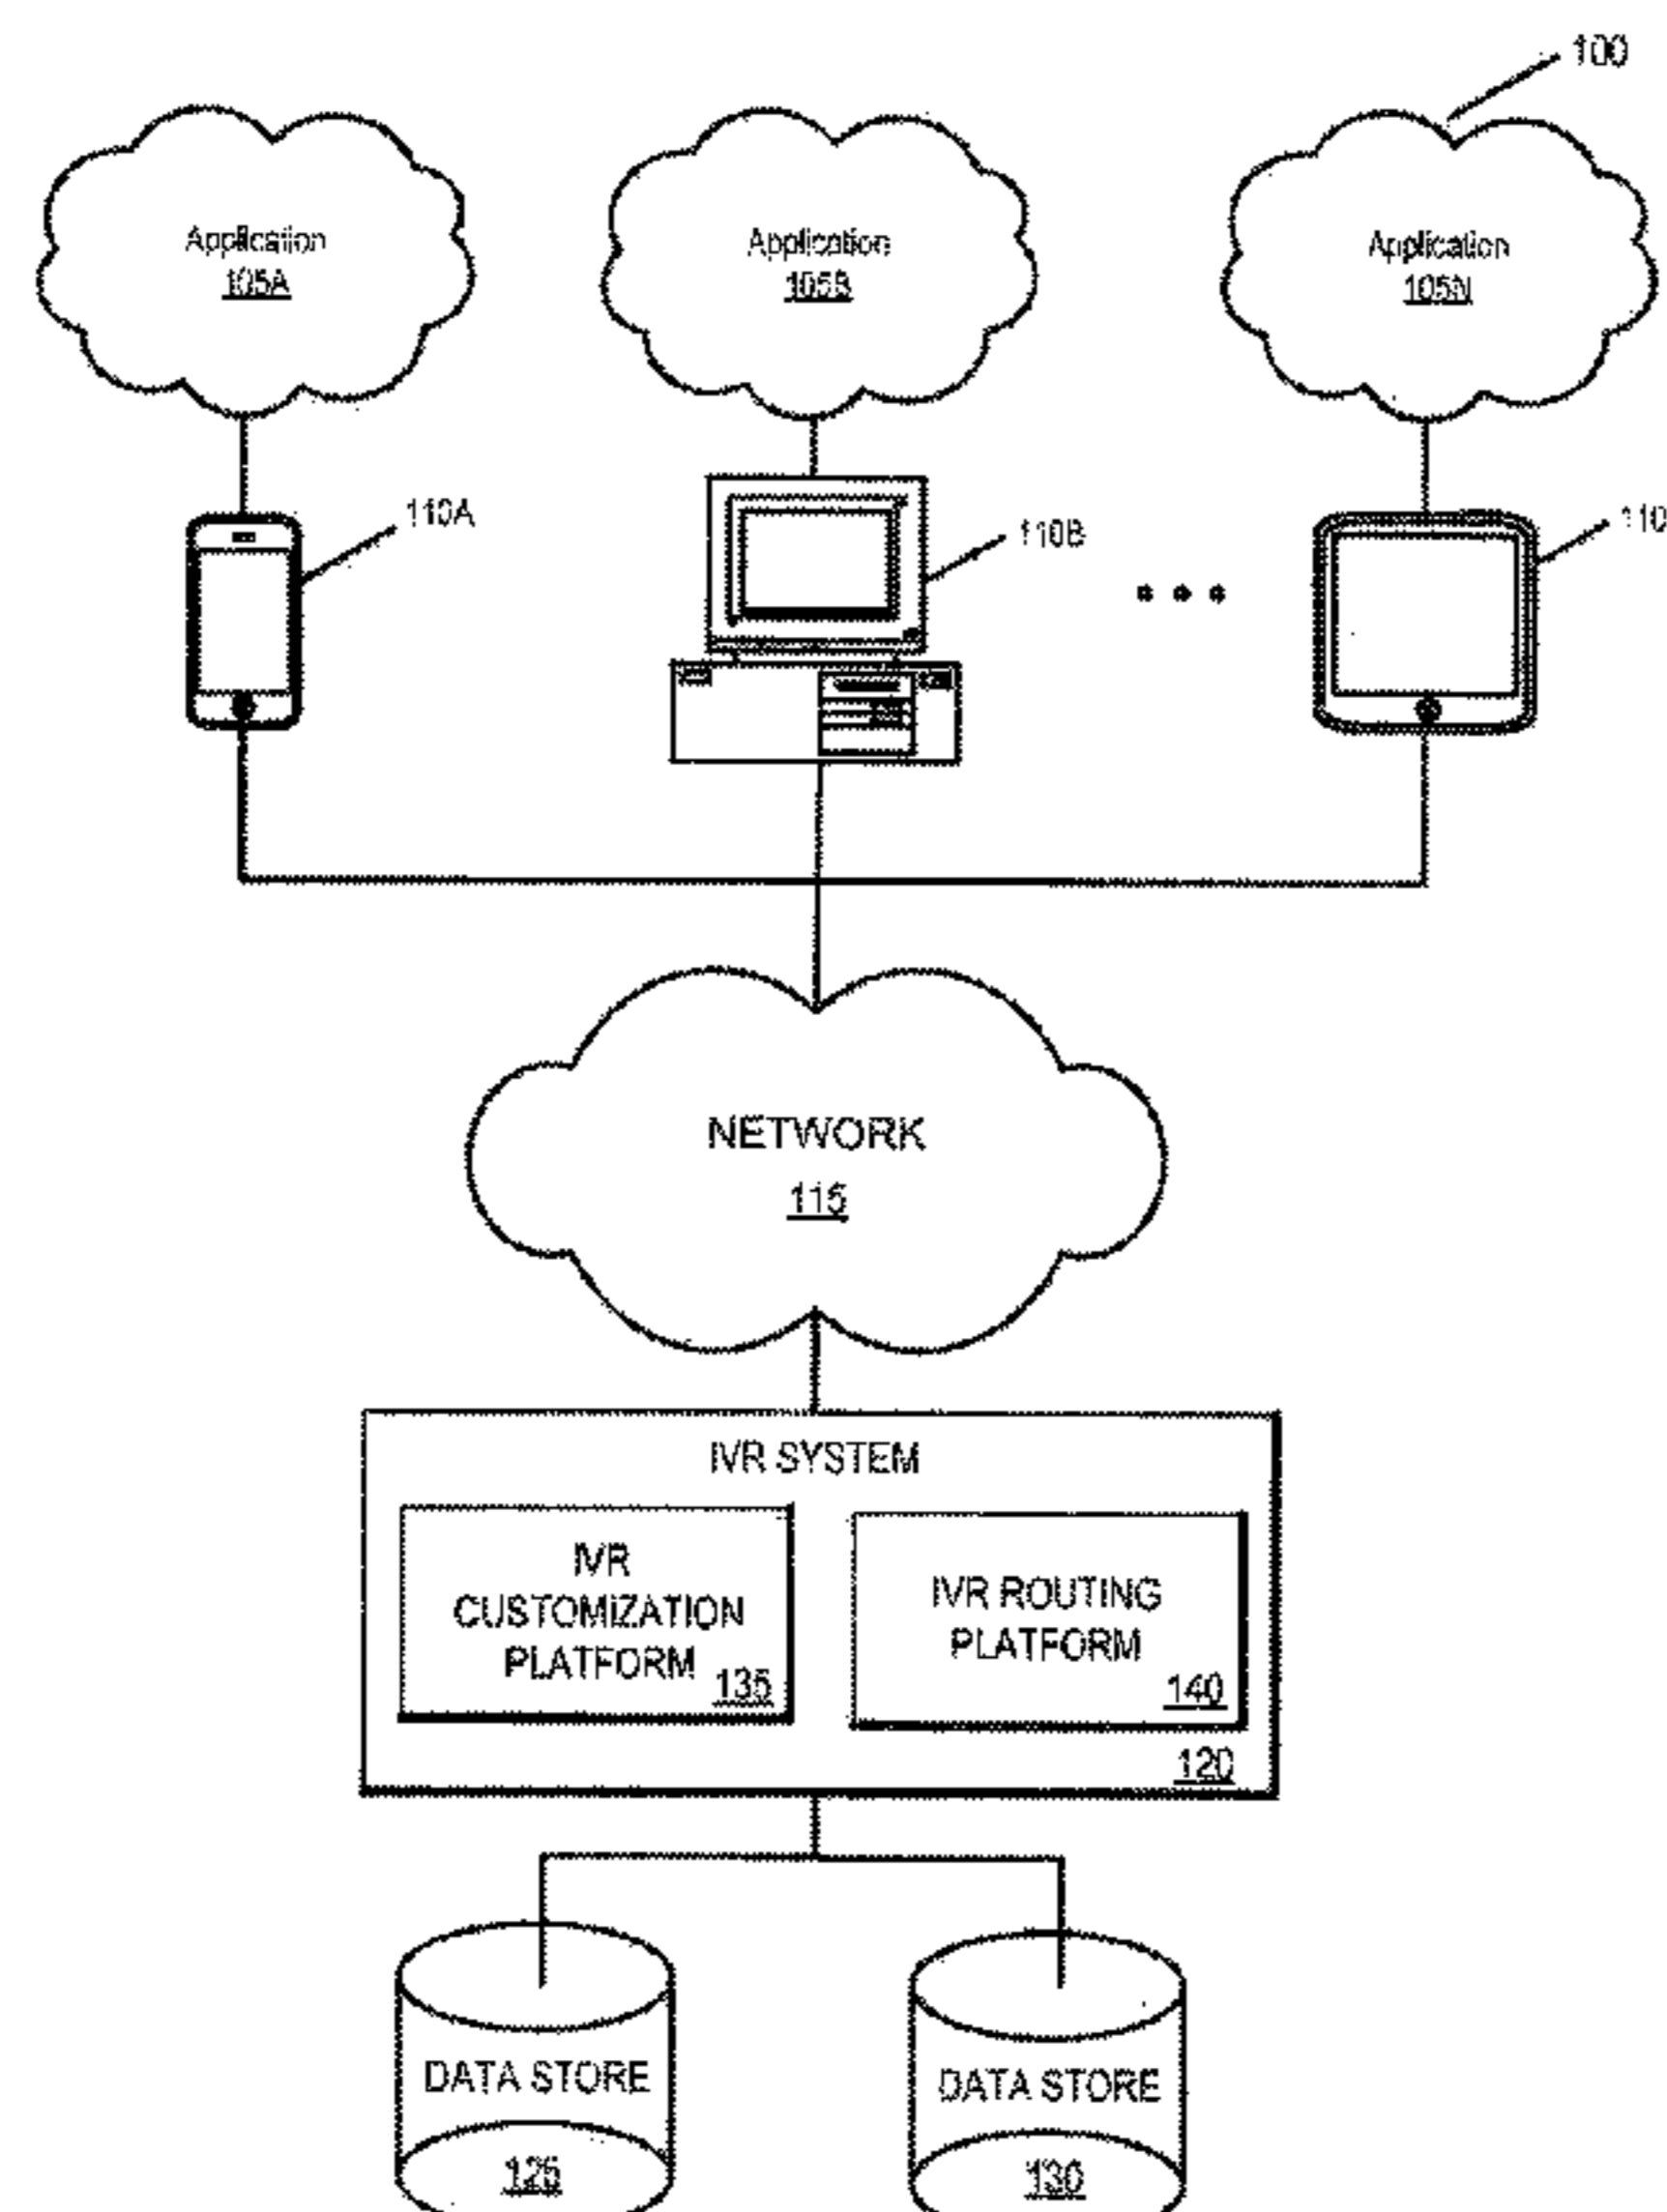 100
Application
105A
Application
105B
Application
105N
110A
110B
110
NETWORK
115
IVR SYSTEM
IVR
CUSTOMIZATION
PLATFORM
135
IVR ROUTING
PLATFORM
140
120
DATA STORE
125
DATA STORE
130